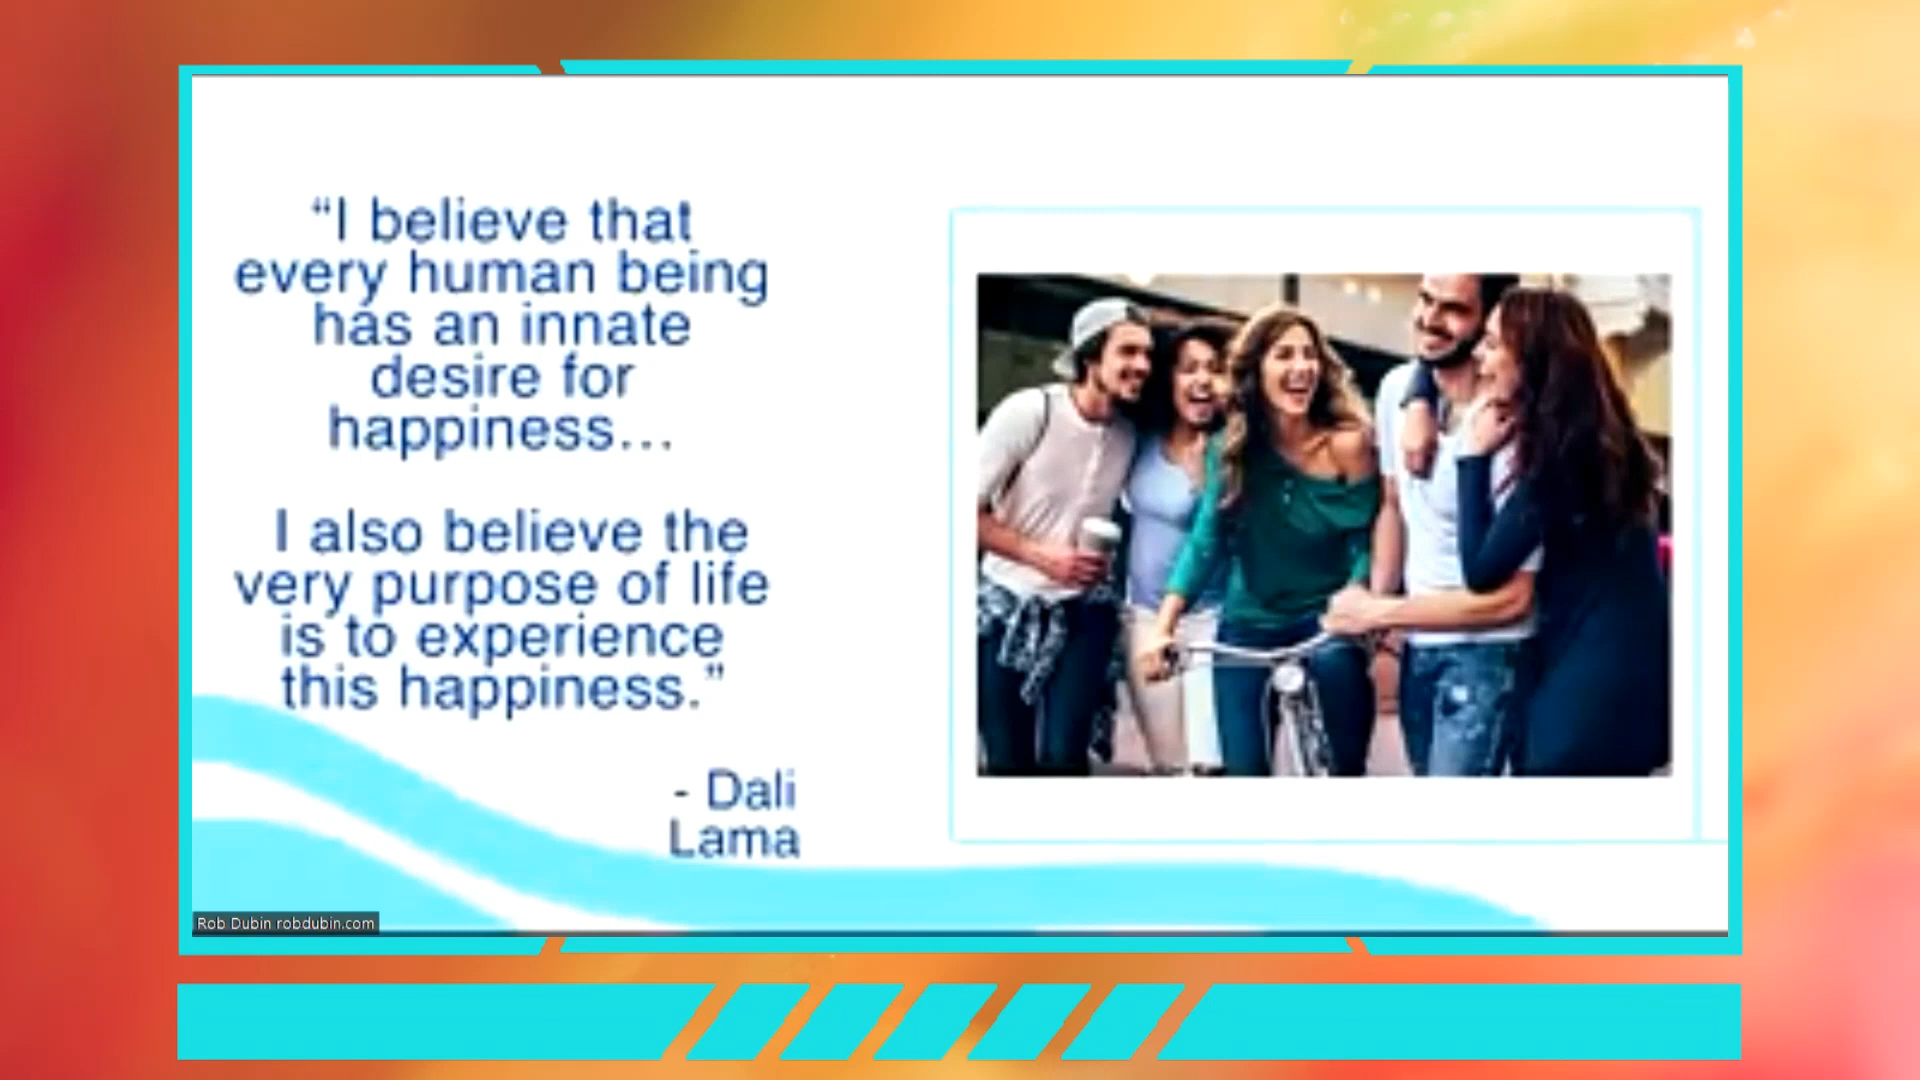 “I believe that
every human being
has an innate
desire for
happiness...
I also believe the
very purpose of life
is to experience
this happiness.”
- Dali
Lama
Rob Dubin robdubin.com